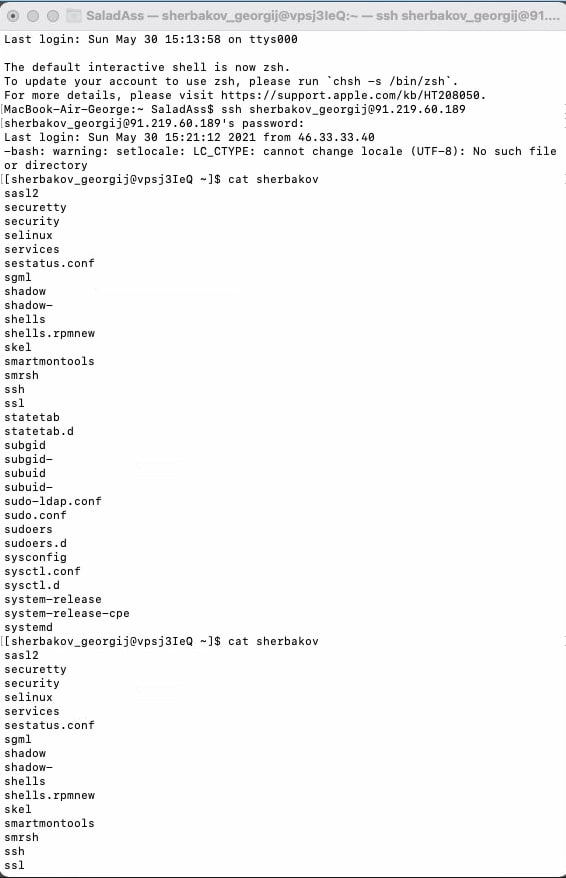 SaladAss — sherbakov_georgij@vpsj3IeQ:~ — ssh sherbakov_georgij@91....
Last login: Sun May 30 15:13:58 on ttys000
The default interactive shell is now zsh.
To update your account to use zsh, please run `chsh -s /bin/zsh`.
For more details, please visit https://support.apple.com/kb/HT208050.
[MacBook-Air-George:~ SaladAss$ ssh sherbakov_georgij@91.219.60.189
[sherbakov_georgij@91.219.60.189's password:
Last login: Sun May 30 15:21:12 2021 from 46.33.33.40
-bash: warning: setlocale: LC_CTYPE: cannot change locale (UTF-8): No such file
or directory
[[sherbakov_georgij@vpsj3IeQ ~]$ cat sherbakov
sasl2
securetty
security
selinux
services
sestatus.conf
sgml
shadow
shadow-
shells
shells.rpmnew
skel
smartmontools
smrsh
ssh
ssl
statetab
statetab.d
subgid
subgid-
subuid
subuid-
sudo-ldap.conf
sudo.conf
sudoers
sudoers.d
sysconfig
sysctl.conf
sysctl.d
system-release
system-release-cpe
systemd
[[sherbakov_georgij@vpsj3IeQ ~]$ cat sherbakov
sasl2
securetty
security
selinux
services
sestatus.conf
sgml
shadow
shadow-
shells
shells.rpmnew
skel
smartmontools
smrsh
ssh
ssl